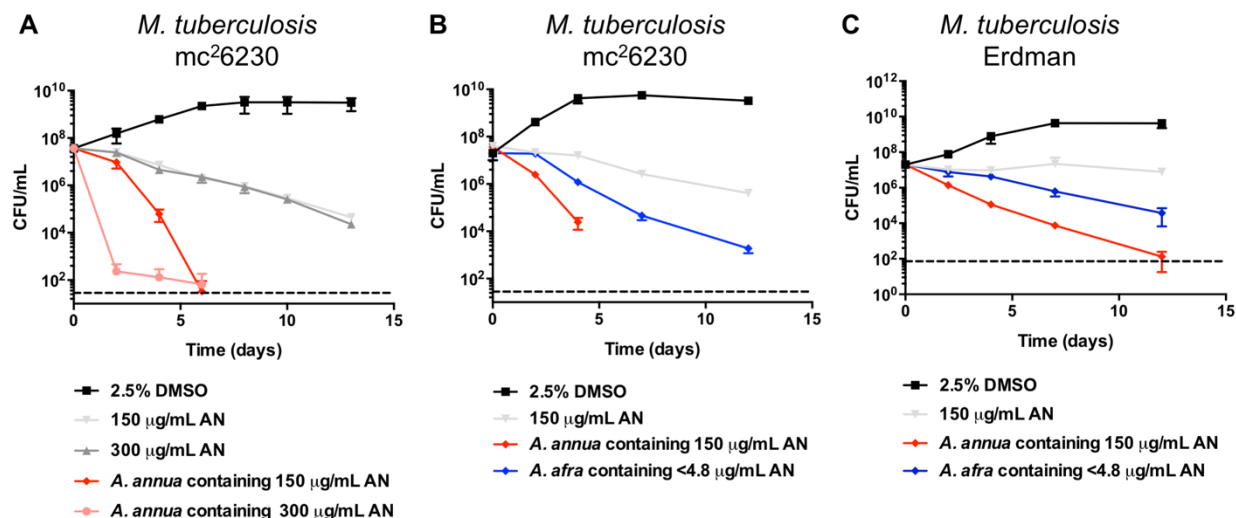 A
M. tuberculosis
mc²6230
CFU/mL
10¹⁰
10⁸
10⁶
10⁴
10²
0
5
10
15
Time (days)
2.5% DMSO
150 μg/mL AN
300 μg/mL AN
A. annua containing 150 μg/mL AN
A. annua containing 300 μg/mL AN
B
M. tuberculosis
mc²6230
CFU/mL
10¹⁰
10⁸
10⁶
10⁴
10²
0
5
10
15
Time (days)
2.5% DMSO
150 μg/mL AN
A. annua containing 150 μg/mL AN
A. afra containing <4.8 μg/mL AN
C
M. tuberculosis
Erdman
CFU/mL
10¹²
10¹⁰
10⁸
10⁶
10⁴
10²
10⁰
0
5
10
15
Time (days)
2.5% DMSO
150 μg/mL AN
A. annua containing 150 μg/mL AN
A. afra containing <4.8 μg/mL AN